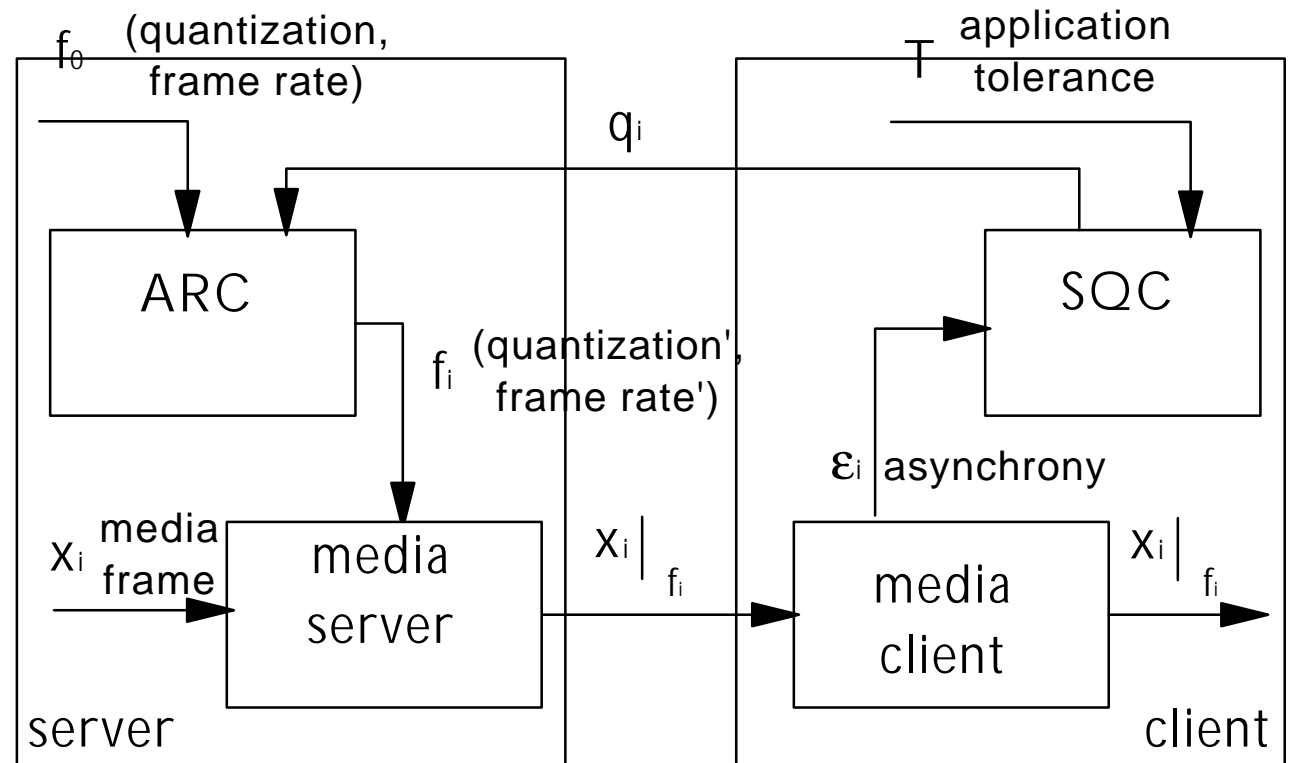 f₀ (quantization,
frame rate)
T application
tolerance
qᵢ
ARC
SQC
fᵢ (quantization',
frame rate')
εᵢ asynchrony
xᵢ media
frame
media
server
xᵢ|fᵢ
media
client
xᵢ|fᵢ
server
client